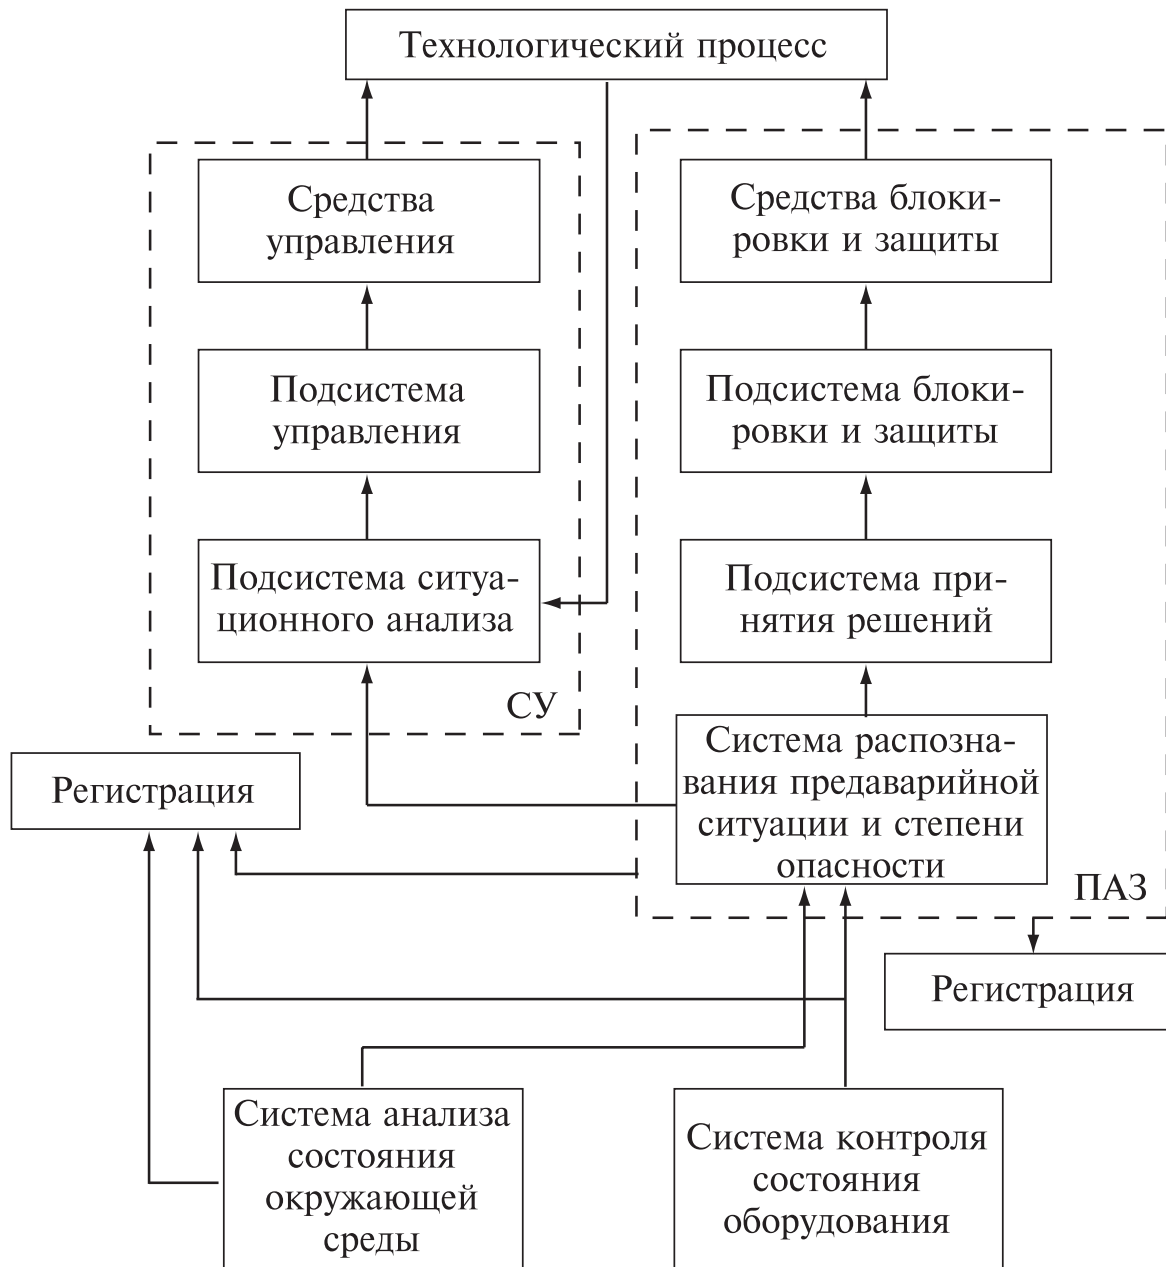 Технологический процесс
Средства
управления
Средства блоки-
ровки и защиты
Подсистема
управления
Подсистема блоки-
ровки и защиты
Подсистема ситуа-
ционного анализа
Подсистема при-
нятия решений
СУ
Система распозна-
вания предаварийной
ситуации и степени
опасности
Регистрация
ПАЗ
Регистрация
Система анализа
состояния
окружающей
среды
Система контроля
состояния
оборудования